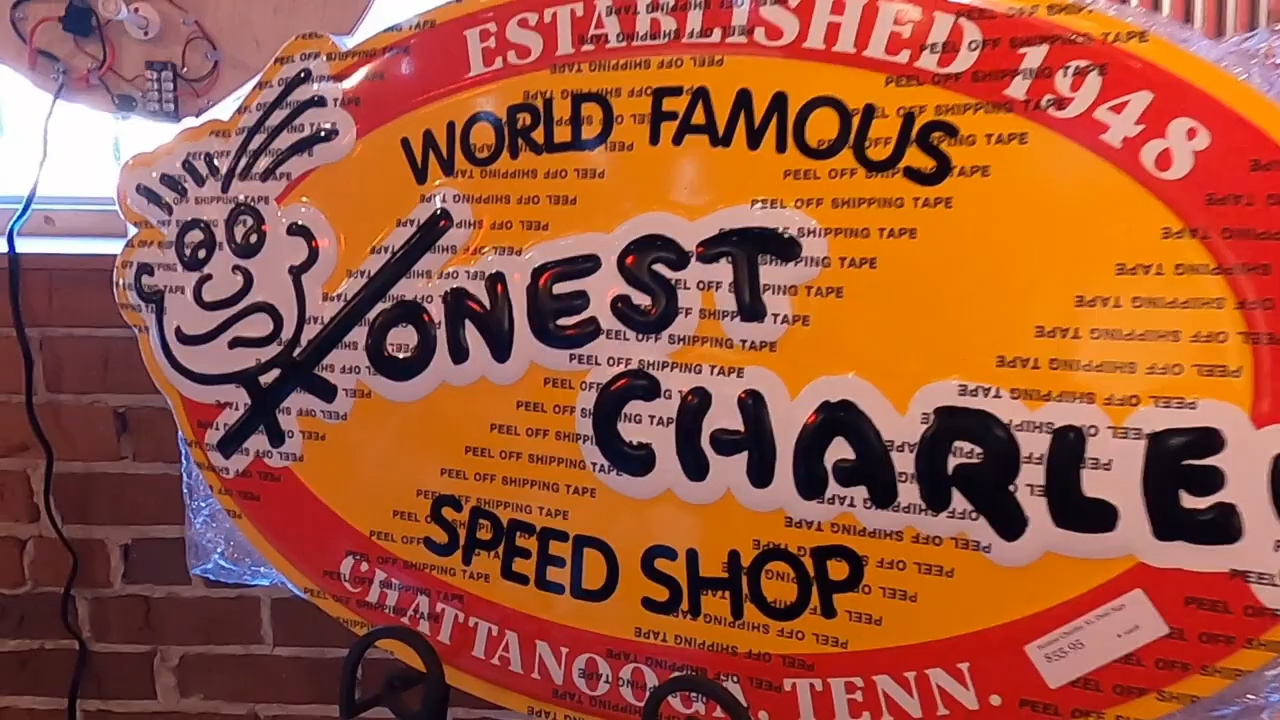 ESTABLISHED 1948
WORLD FAMOUS
HONEST
CHARLE
SPEED SHOP
CHATTANOOGA, TENN.
$55.95
PEEL OFF SHIPPING TAPE